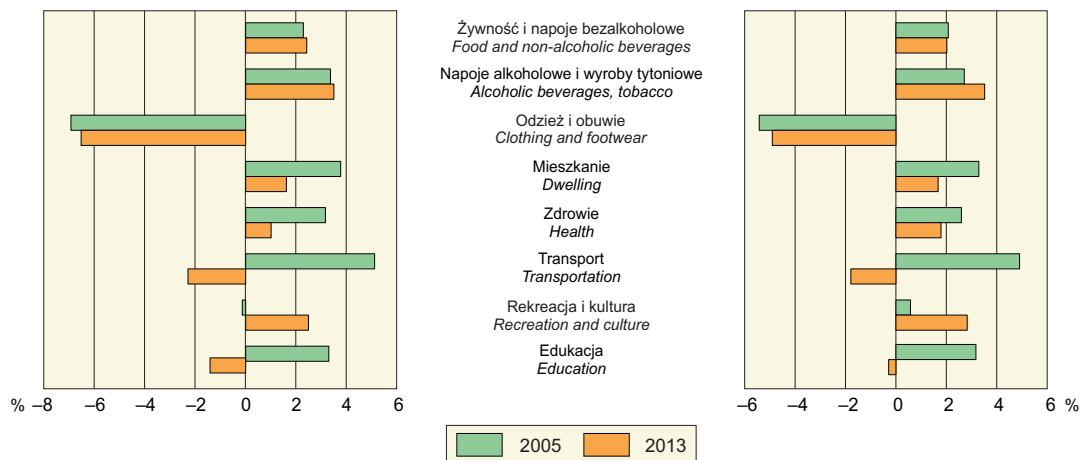 Żywność i napoje bezalkoholowe
Food and non-alcoholic beverages
Napoje alkoholowe i wyroby tytoniowe
Alcoholic beverages, tobacco
Odzież i obuwie
Clothing and footwear
Mieszkanie
Dwelling
Zdrowie
Health
Transport
Transportation
Rekreacja i kultura
Recreation and culture
Edukacja
Education
% –8 –6 –4 –2 0 2 4 6
–6 –4 –2 0 2 4 6 %
2005 2013